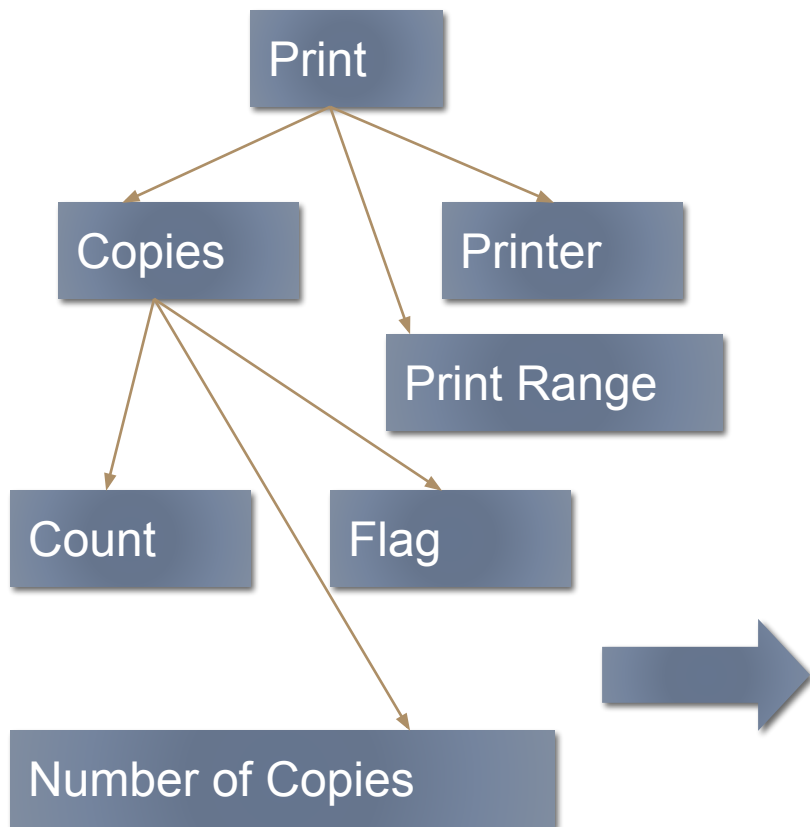 Print
Copies
Printer
Print Range
Count
Flag
Number of Copies